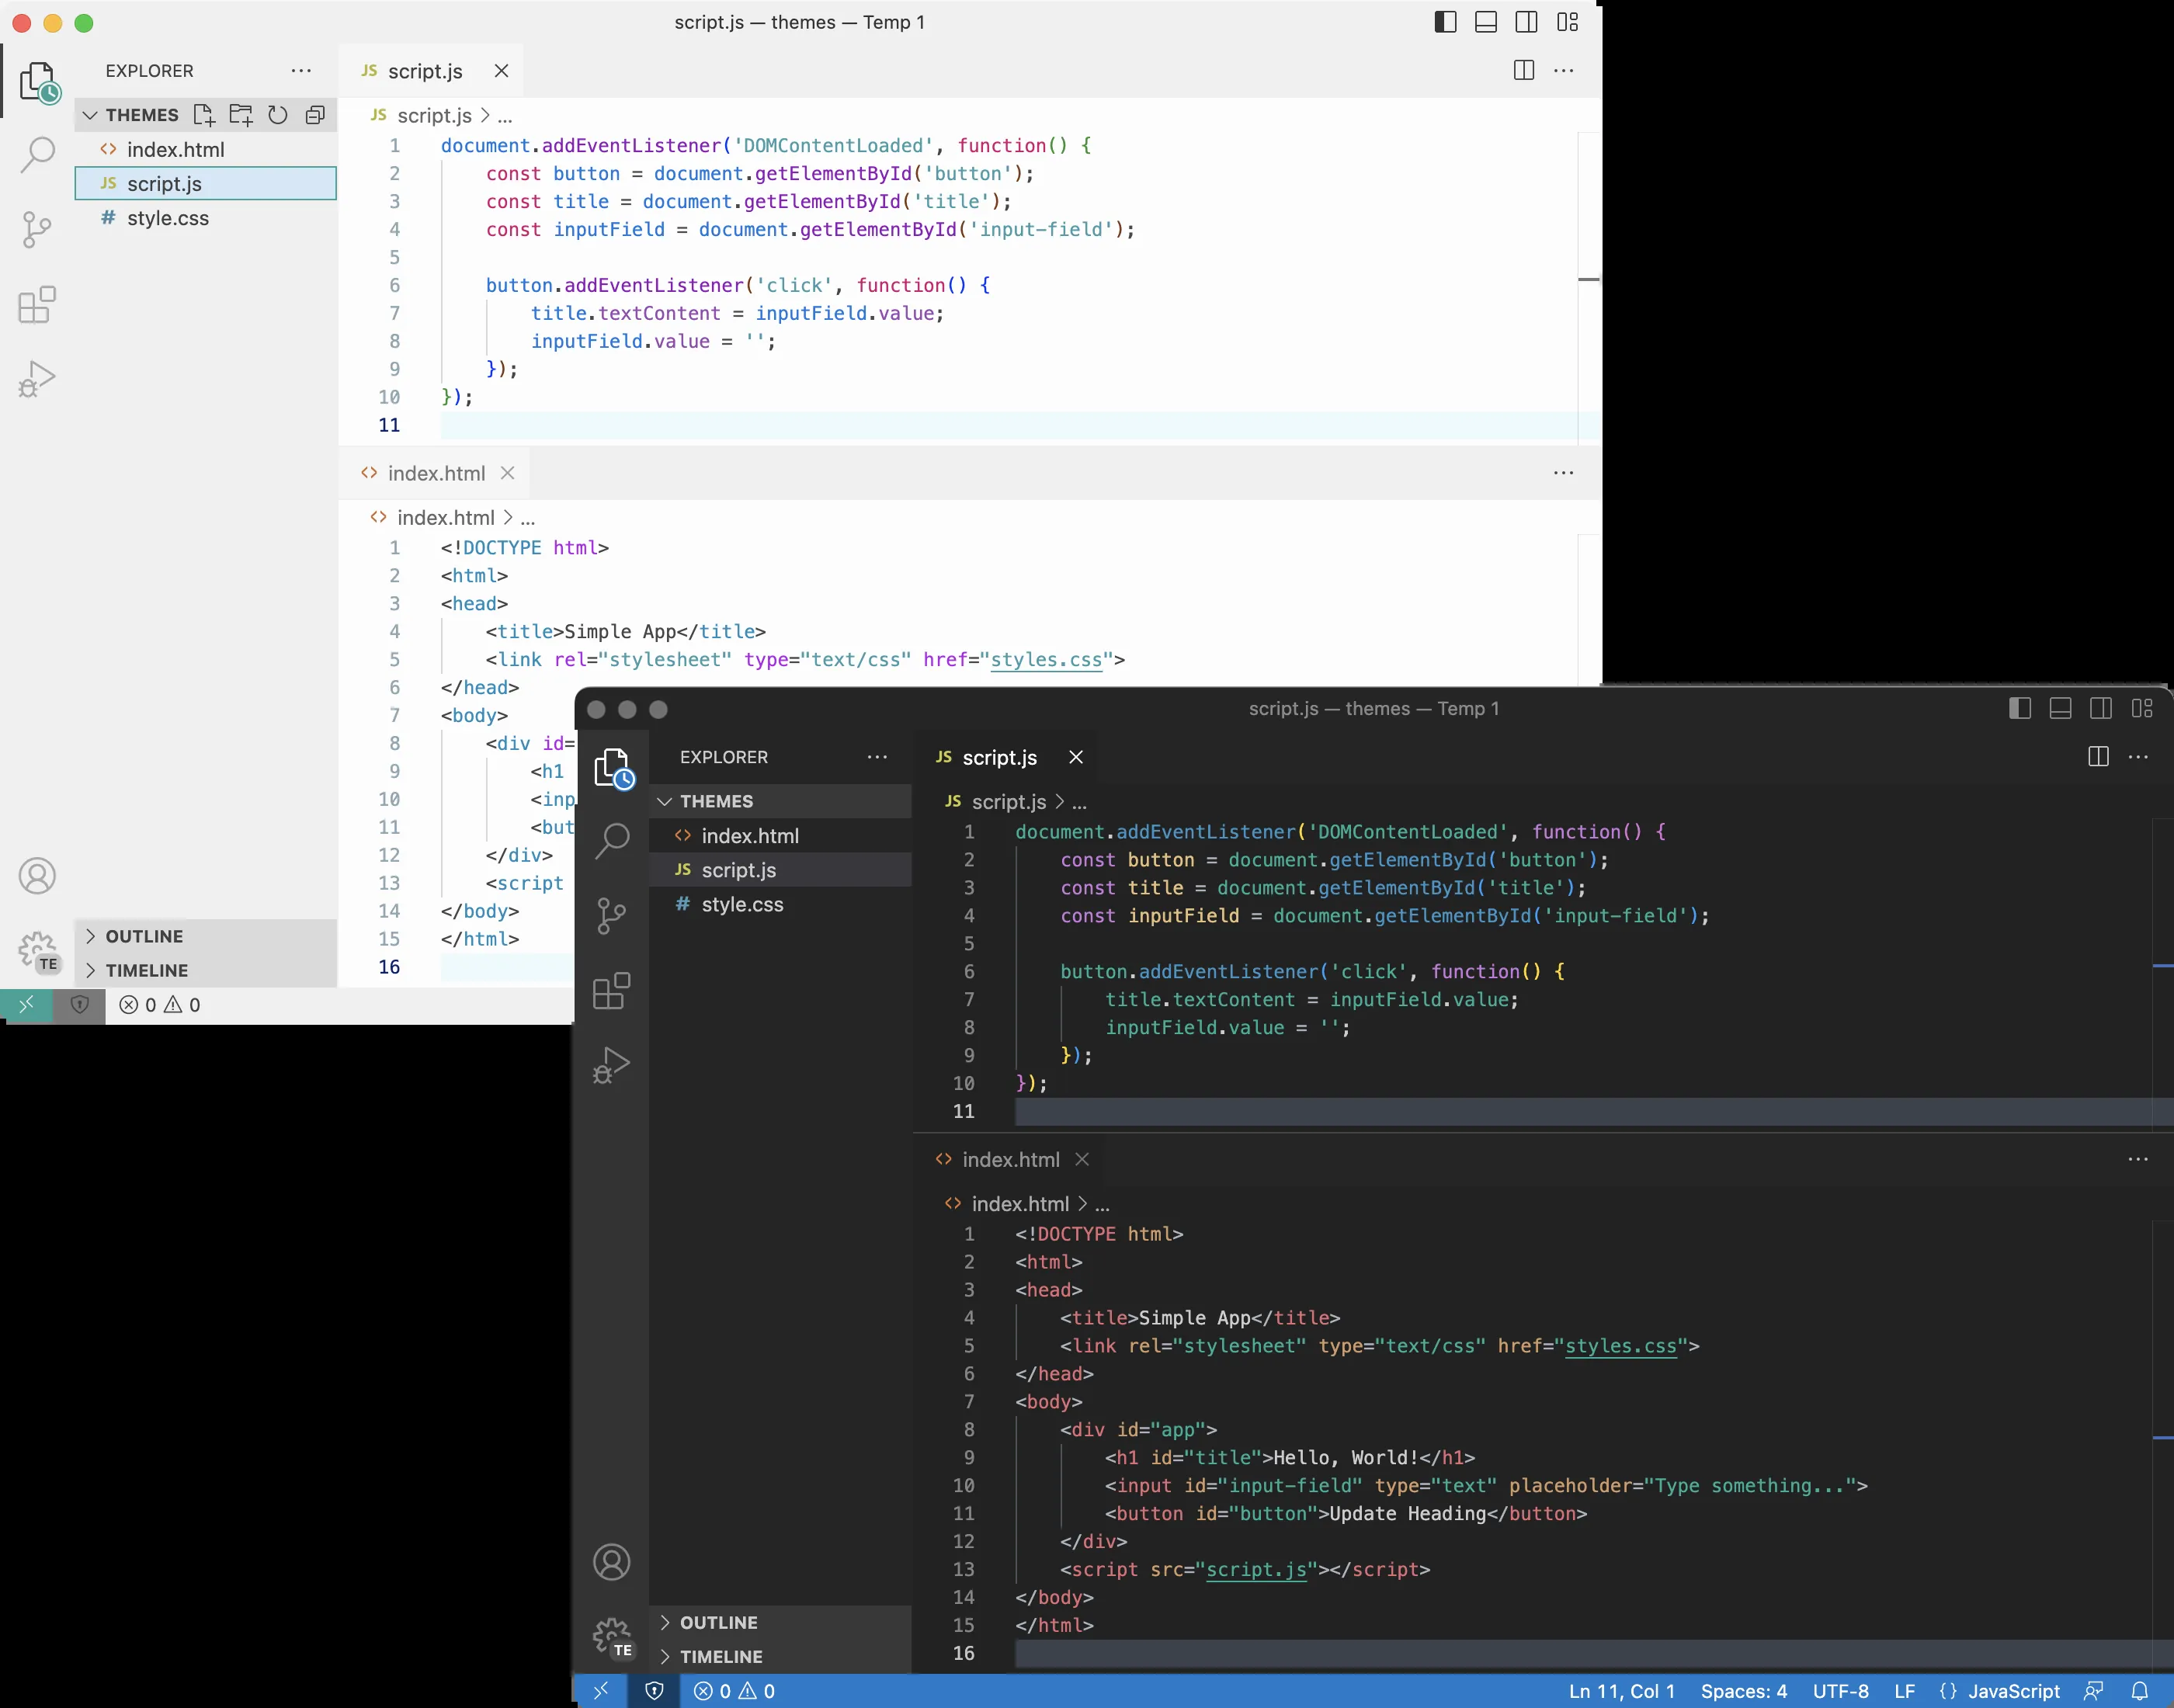 script.js — themes — Temp 1
EXPLORER
THEMES
index.html
JS script.js
# style.css
OUTLINE
TIMELINE
TE
0 0
JS script.js
JS script.js > ...
1 document.addEventListener('DOMContentLoaded', function() {
2 const button = document.getElementById('button');
3 const title = document.getElementById('title');
4 const inputField = document.getElementById('input-field');
5
6 button.addEventListener('click', function() {
7 title.textContent = inputField.value;
8 inputField.value = '';
9 });
10 });
11
index.html
index.html > ...
1 <!DOCTYPE html>
2 <html>
3 <head>
4 <title>Simple App</title>
5 <link rel="stylesheet" type="text/css" href="styles.css">
6 </head>
7 <body>
8 <div id=
9 <h1
10 <inp
11 <but
12 </div>
13 <script
14 </body>
15 </html>
16
script.js — themes — Temp 1
EXPLORER
THEMES
index.html
JS script.js
# style.css
OUTLINE
TIMELINE
TE
JS script.js
JS script.js > ...
1 document.addEventListener('DOMContentLoaded', function() {
2 const button = document.getElementById('button');
3 const title = document.getElementById('title');
4 const inputField = document.getElementById('input-field');
5
6 button.addEventListener('click', function() {
7 title.textContent = inputField.value;
8 inputField.value = '';
9 });
10 });
11
index.html
index.html > ...
1 <!DOCTYPE html>
2 <html>
3 <head>
4 <title>Simple App</title>
5 <link rel="stylesheet" type="text/css" href="styles.css">
6 </head>
7 <body>
8 <div id="app">
9 <h1 id="title">Hello, World!</h1>
10 <input id="input-field" type="text" placeholder="Type something...">
11 <button id="button">Update Heading</button>
12 </div>
13 <script src="script.js"></script>
14 </body>
15 </html>
16
0 0 Ln 11, Col 1 Spaces: 4 UTF-8 LF {} JavaScript